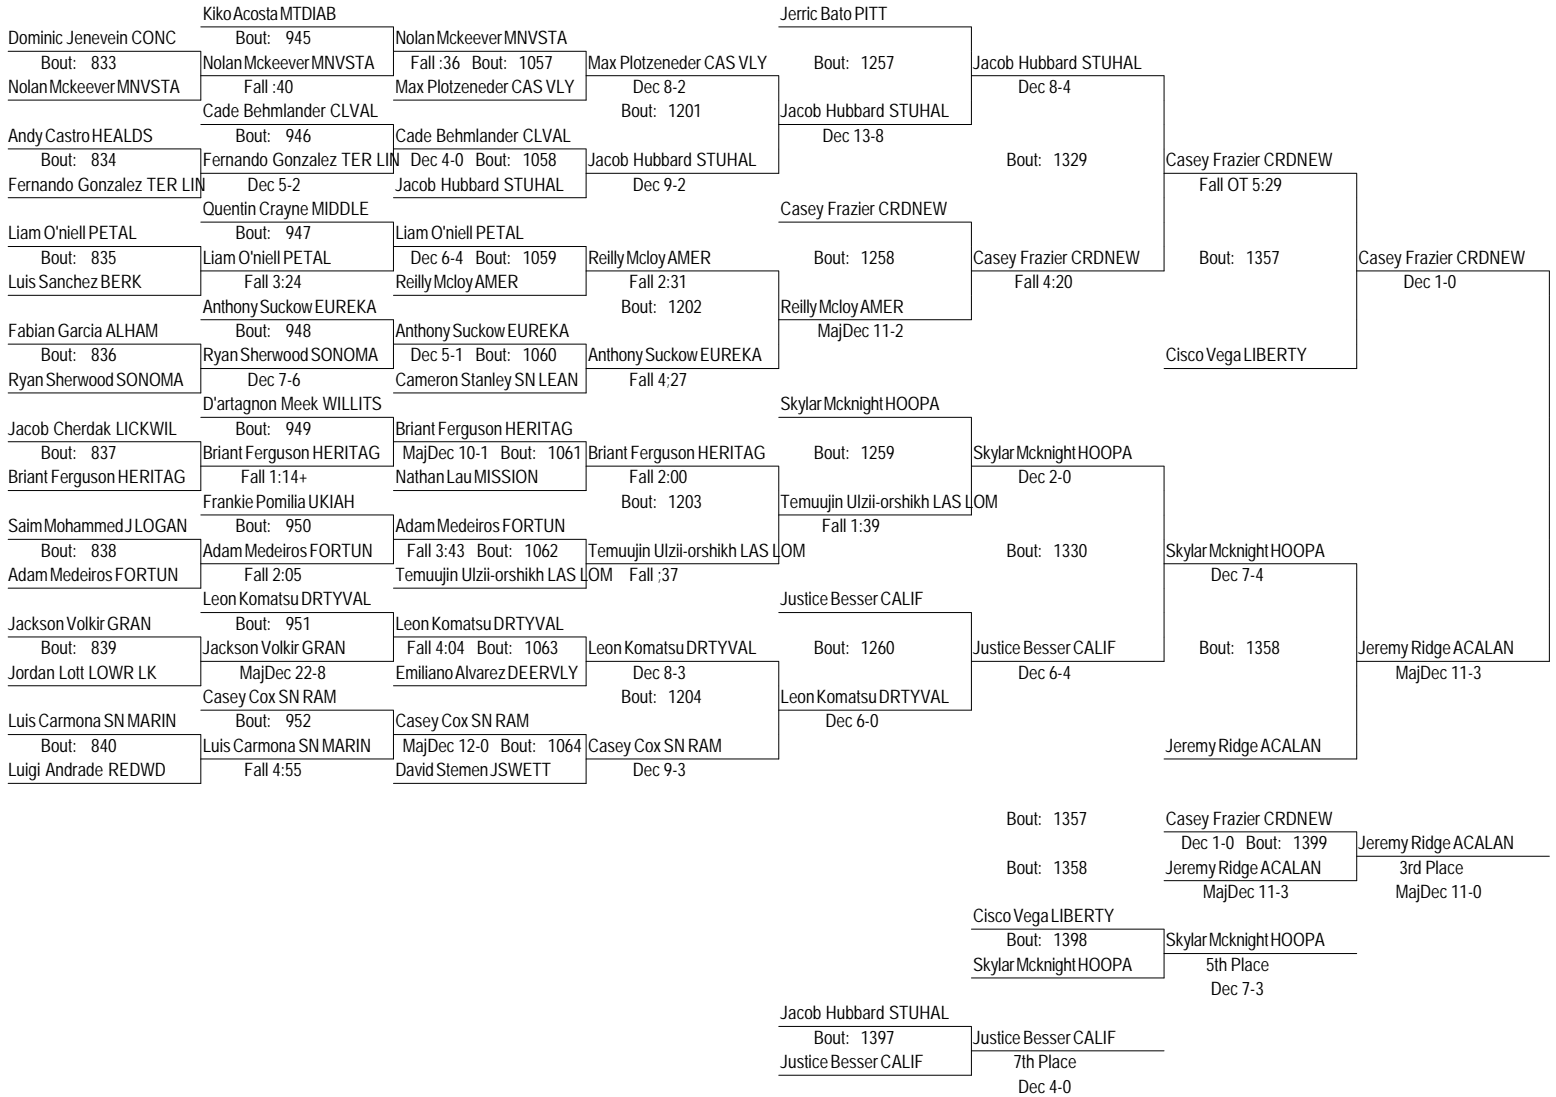 Kiko Acosta MTDIAB Jerric Bato PITT
Dominic Jenevein CONC Bout: 945 Nolan Mckeever MNVSTA
Bout: 833 Nolan Mckeever MNVSTA Fall :36 Bout: 1057 Max Plotzeneder CAS VLY Bout: 1257 Jacob Hubbard STUHAL
Nolan Mckeever MNVSTA Fall :40 Max Plotzeneder CAS VLY Dec 8-2 Dec 8-4
Cade Behmlander CLVAL Bout: 1201 Jacob Hubbard STUHAL
Andy Castro HEALDS Bout: 946 Cade Behmlander CLVAL Dec 13-8
Bout: 834 Fernando Gonzalez TER LIN Dec 4-0 Bout: 1058 Jacob Hubbard STUHAL Bout: 1329 Casey Frazier CRDNEW
Fernando Gonzalez TER LIN Dec 5-2 Jacob Hubbard STUHAL Dec 9-2 Fall OT 5:29
Quentin Crayne MIDDLE Casey Frazier CRDNEW
Liam O'niell PETAL Bout: 947 Liam O'niell PETAL
Bout: 835 Liam O'niell PETAL Dec 6-4 Bout: 1059 Reilly Mcloy AMER Bout: 1258 Casey Frazier CRDNEW Bout: 1357 Casey Frazier CRDNEW
Luis Sanchez BERK Fall 3:24 Reilly Mcloy AMER Fall 2:31 Fall 4:20 Dec 1-0
Anthony Suckow EUREKA Bout: 1202 Reilly Mcloy AMER
Fabian Garcia ALHAM Bout: 948 Anthony Suckow EUREKA MajDec 11-2
Bout: 836 Ryan Sherwood SONOMA Dec 5-1 Bout: 1060 Anthony Suckow EUREKA Cisco Vega LIBERTY
Ryan Sherwood SONOMA Dec 7-6 Cameron Stanley SN LEAN Fall 4;27
D'artagnon Meek WILLITS Skylar Mcknight HOOPA
Jacob Cherdak LICKWIL Bout: 949 Briant Ferguson HERITAG
Bout: 837 Briant Ferguson HERITAG MajDec 10-1 Bout: 1061 Briant Ferguson HERITAG Bout: 1259 Skylar Mcknight HOOPA
Briant Ferguson HERITAG Fall 1:14+ Nathan Lau MISSION Fall 2:00 Dec 2-0
Frankie Pomilia UKIAH Bout: 1203 Temuujin Ulzii-orshikh LAS LOM
Saim Mohammed J LOGAN Bout: 950 Adam Medeiros FORTUN Fall 1:39
Bout: 838 Adam Medeiros FORTUN Fall 3:43 Bout: 1062 Temuujin Ulzii-orshikh LAS LOM Bout: 1330 Skylar Mcknight HOOPA
Adam Medeiros FORTUN Fall 2:05 Temuujin Ulzii-orshikh LAS LOM Fall ;37 Dec 7-4
Leon Komatsu DRTYVAL Justice Besser CALIF
Jackson Volkir GRAN Bout: 951 Leon Komatsu DRTYVAL
Bout: 839 Jackson Volkir GRAN Fall 4:04 Bout: 1063 Leon Komatsu DRTYVAL Bout: 1260 Justice Besser CALIF Bout: 1358 Jeremy Ridge ACALAN
Jordan Lott LOWR LK MajDec 22-8 Emiliano Alvarez DEERVLY Dec 8-3 Dec 6-4 MajDec 11-3
Casey Cox SN RAM Bout: 1204 Leon Komatsu DRTYVAL
Luis Carmona SN MARIN Bout: 952 Casey Cox SN RAM Dec 6-0
Bout: 840 Luis Carmona SN MARIN MajDec 12-0 Bout: 1064 Casey Cox SN RAM Jeremy Ridge ACALAN
Luigi Andrade REDWD Fall 4:55 David Stemen JSWETT Dec 9-3
Bout: 1357 Casey Frazier CRDNEW
Dec 1-0 Bout: 1399 Jeremy Ridge ACALAN
Bout: 1358 Jeremy Ridge ACALAN 3rd Place
MajDec 11-3 MajDec 11-0
Cisco Vega LIBERTY
Bout: 1398 Skylar Mcknight HOOPA
Skylar Mcknight HOOPA 5th Place
Dec 7-3
Jacob Hubbard STUHAL
Bout: 1397 Justice Besser CALIF
Justice Besser CALIF 7th Place
Dec 4-0